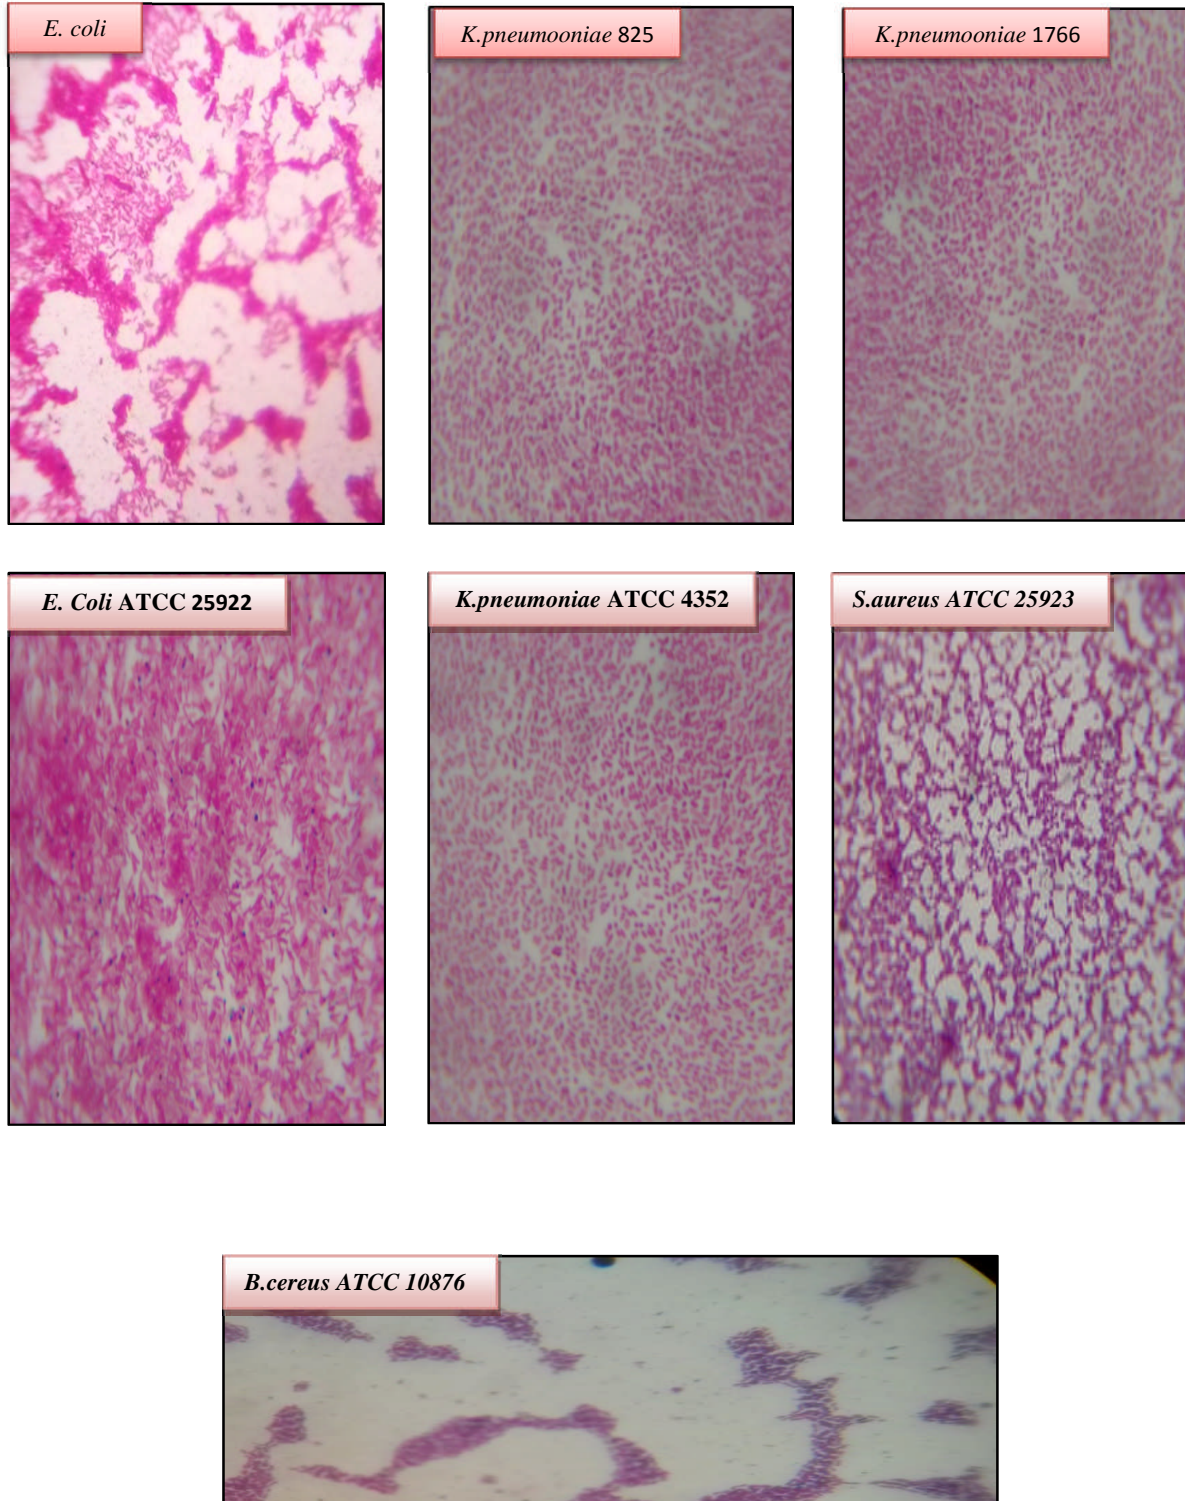 E. coli
K.pneumooniae 825
K.pneumooniae 1766
E. Coli ATCC 25922
K.pneumoniae ATCC 4352
S.aureus ATCC 25923
B.cereus ATCC 10876